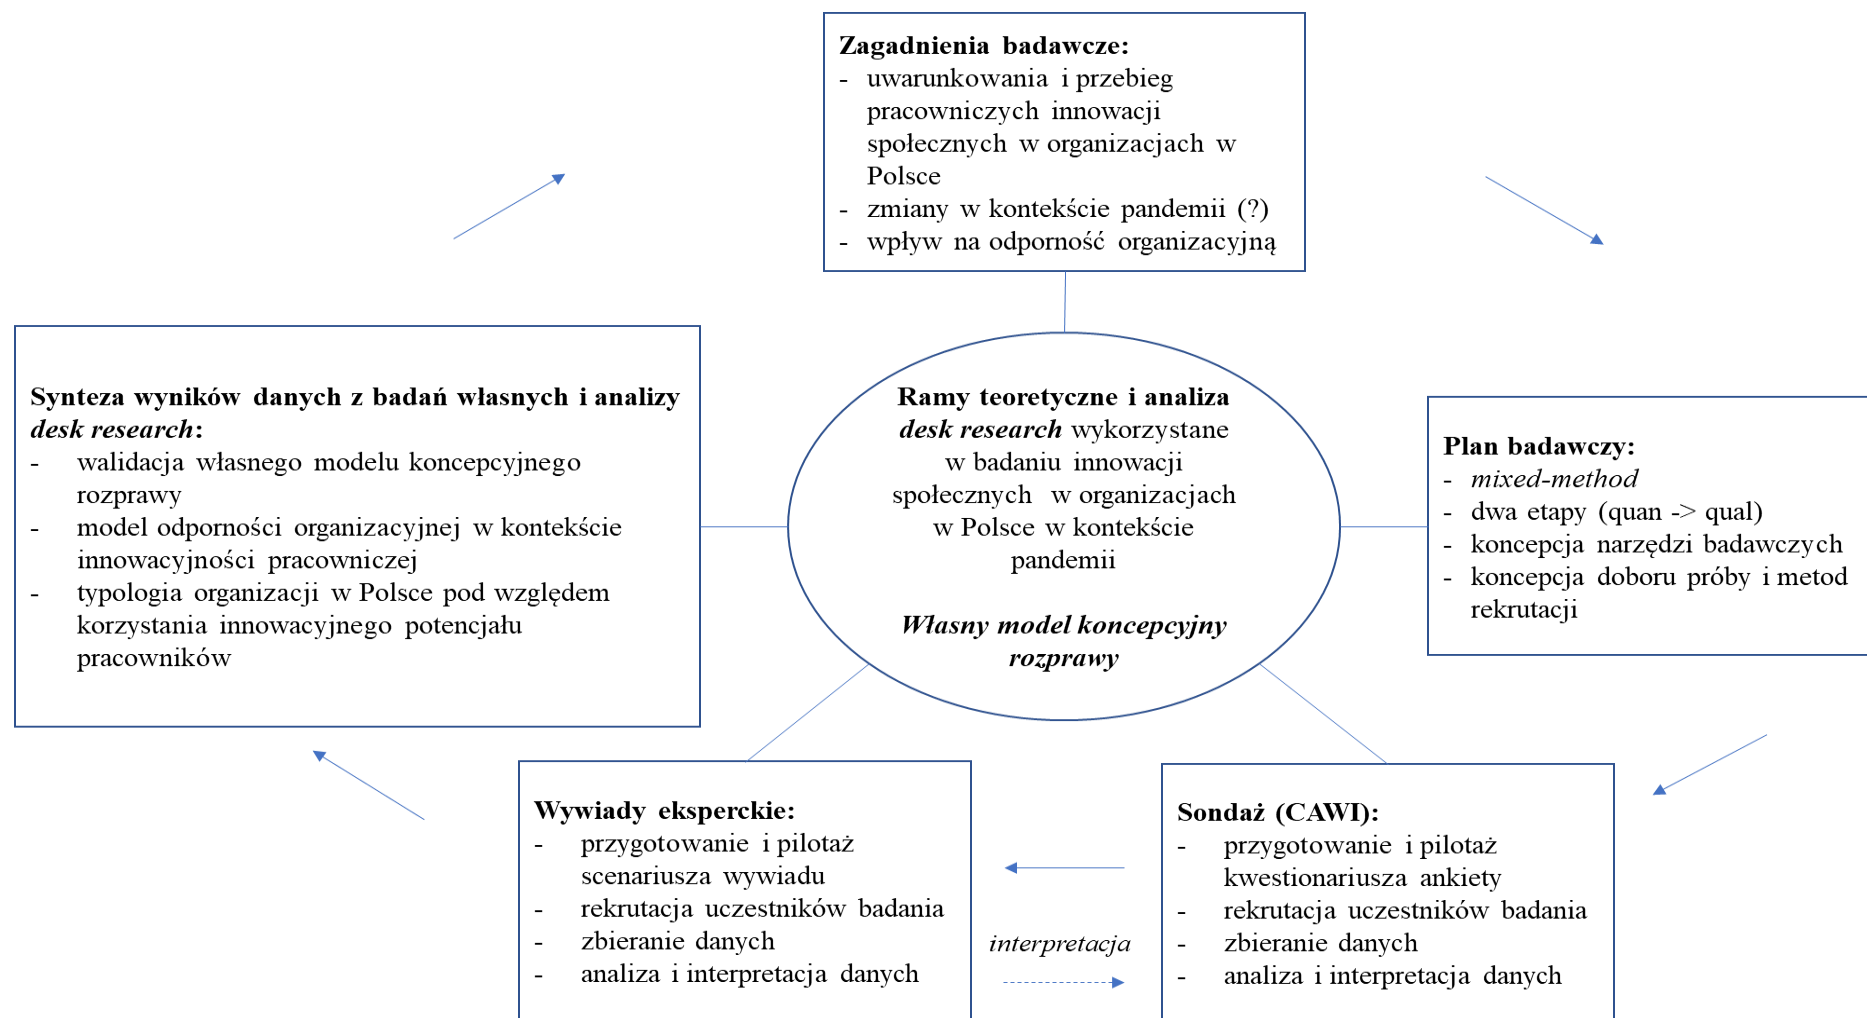 Zagadnienia badawcze:
- uwarunkowania i przebieg
pracowniczych innowacji
społecznych w organizacjach w
Polsce
- zmiany w kontekście pandemii (?)
- wpływ na odporność organizacyjną
Synteza wyników danych z badań własnych i analizy
desk research:
- walidacja własnego modelu koncepcyjnego
rozprawy
- model odporności organizacyjnej w kontekście
innowacyjności pracowniczej
- typologia organizacji w Polsce pod względem
korzystania innowacyjnego potencjału
pracowników
Ramy teoretyczne i analiza
desk research wykorzystane
w badaniu innowacji
społecznych w organizacjach
w Polsce w kontekście
pandemii
Własny model koncepcyjny
rozprawy
Plan badawczy:
- mixed-method
- dwa etapy (quan -> qual)
- koncepcja narzędzi badawczych
- koncepcja doboru próby i metod
rekrutacji
Wywiady eksperckie:
- przygotowanie i pilotaż
scenariusza wywiadu
- rekrutacja uczestników badania
- zbieranie danych
- analiza i interpretacja danych
interpretacja
Sondaż (CAWI):
- przygotowanie i pilotaż
kwestionariusza ankiety
- rekrutacja uczestników badania
- zbieranie danych
- analiza i interpretacja danych